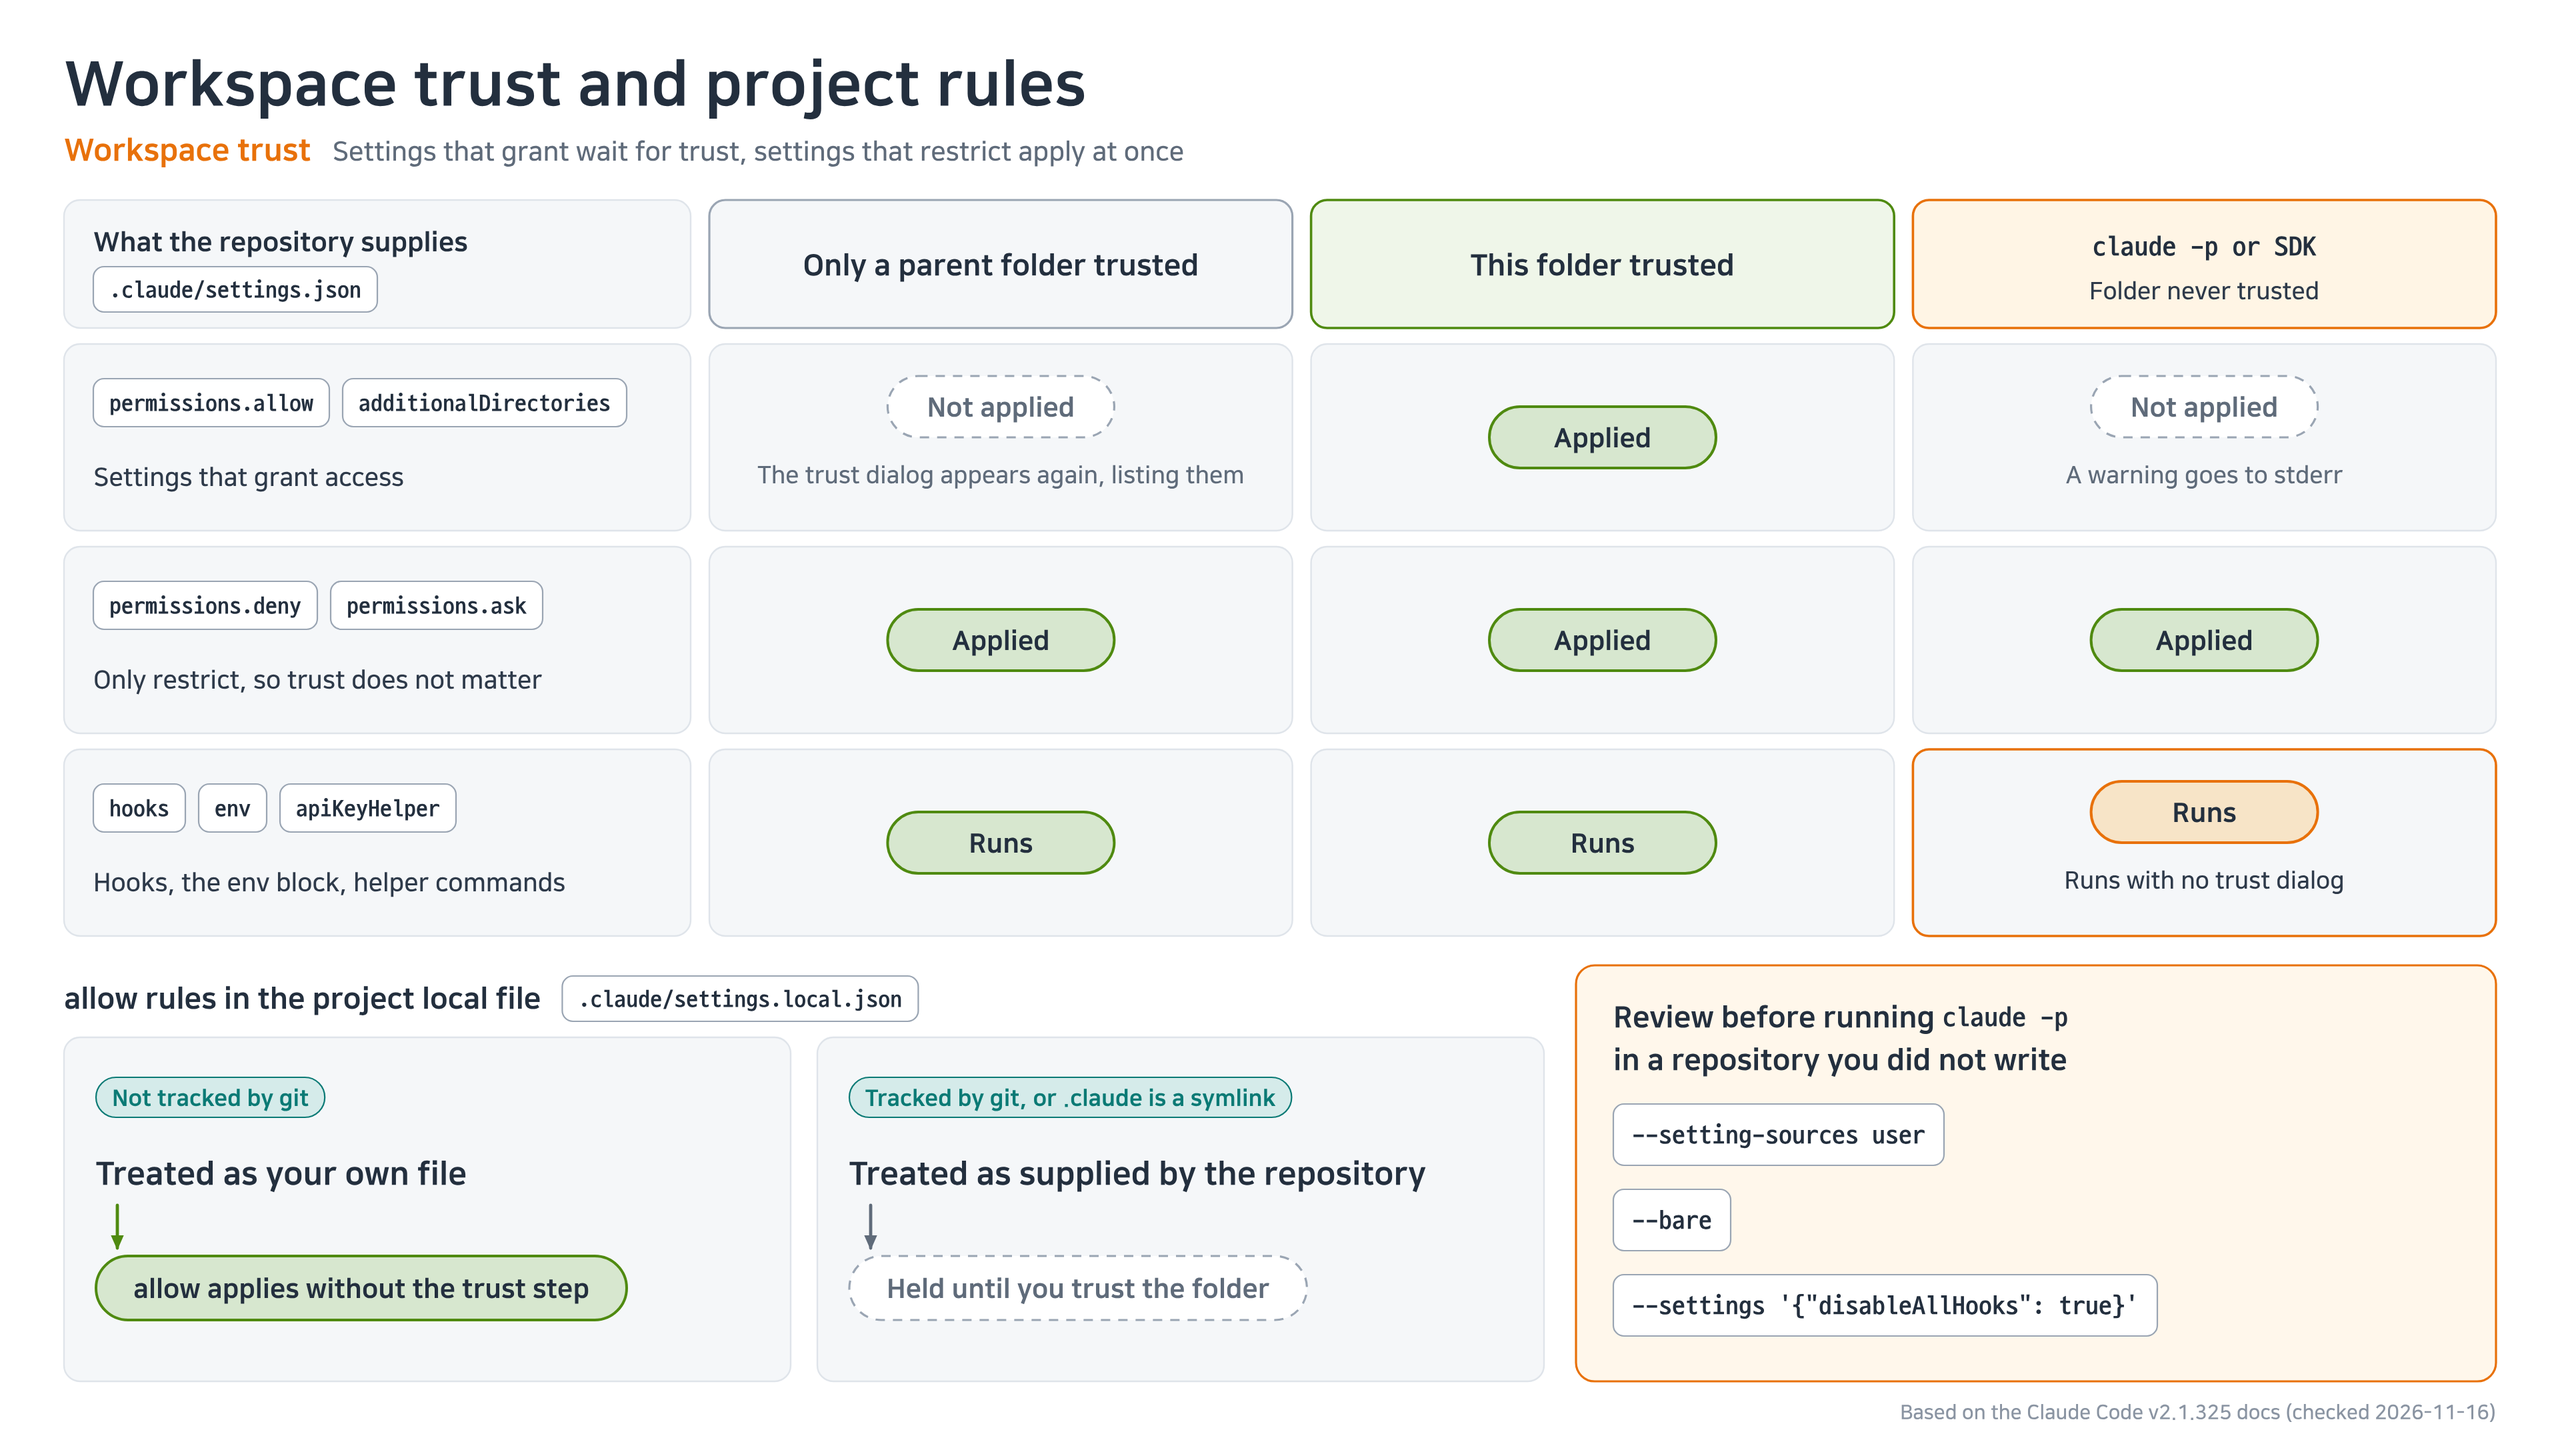 Workspace trust and project rules
Workspace trust Settings that grant wait for trust, settings that restrict apply at once
What the repository supplies
.claude/settings.json
Only a parent folder trusted
This folder trusted
claude -p or SDK
Folder never trusted
permissions.allow additionalDirectories
Settings that grant access
Not applied
The trust dialog appears again, listing them
Applied
Not applied
A warning goes to stderr
permissions.deny permissions.ask
Only restrict, so trust does not matter
Applied
Applied
Applied
hooks env apiKeyHelper
Hooks, the env block, helper commands
Runs
Runs
Runs
Runs with no trust dialog
allow rules in the project local file .claude/settings.local.json
Not tracked by git
Treated as your own file
allow applies without the trust step
Tracked by git, or .claude is a symlink
Treated as supplied by the repository
Held until you trust the folder
Review before running claude -p
in a repository you did not write
--setting-sources user
--bare
--settings '{"disableAllHooks": true}'
Based on the Claude Code v2.1.325 docs (checked 2026-11-16)